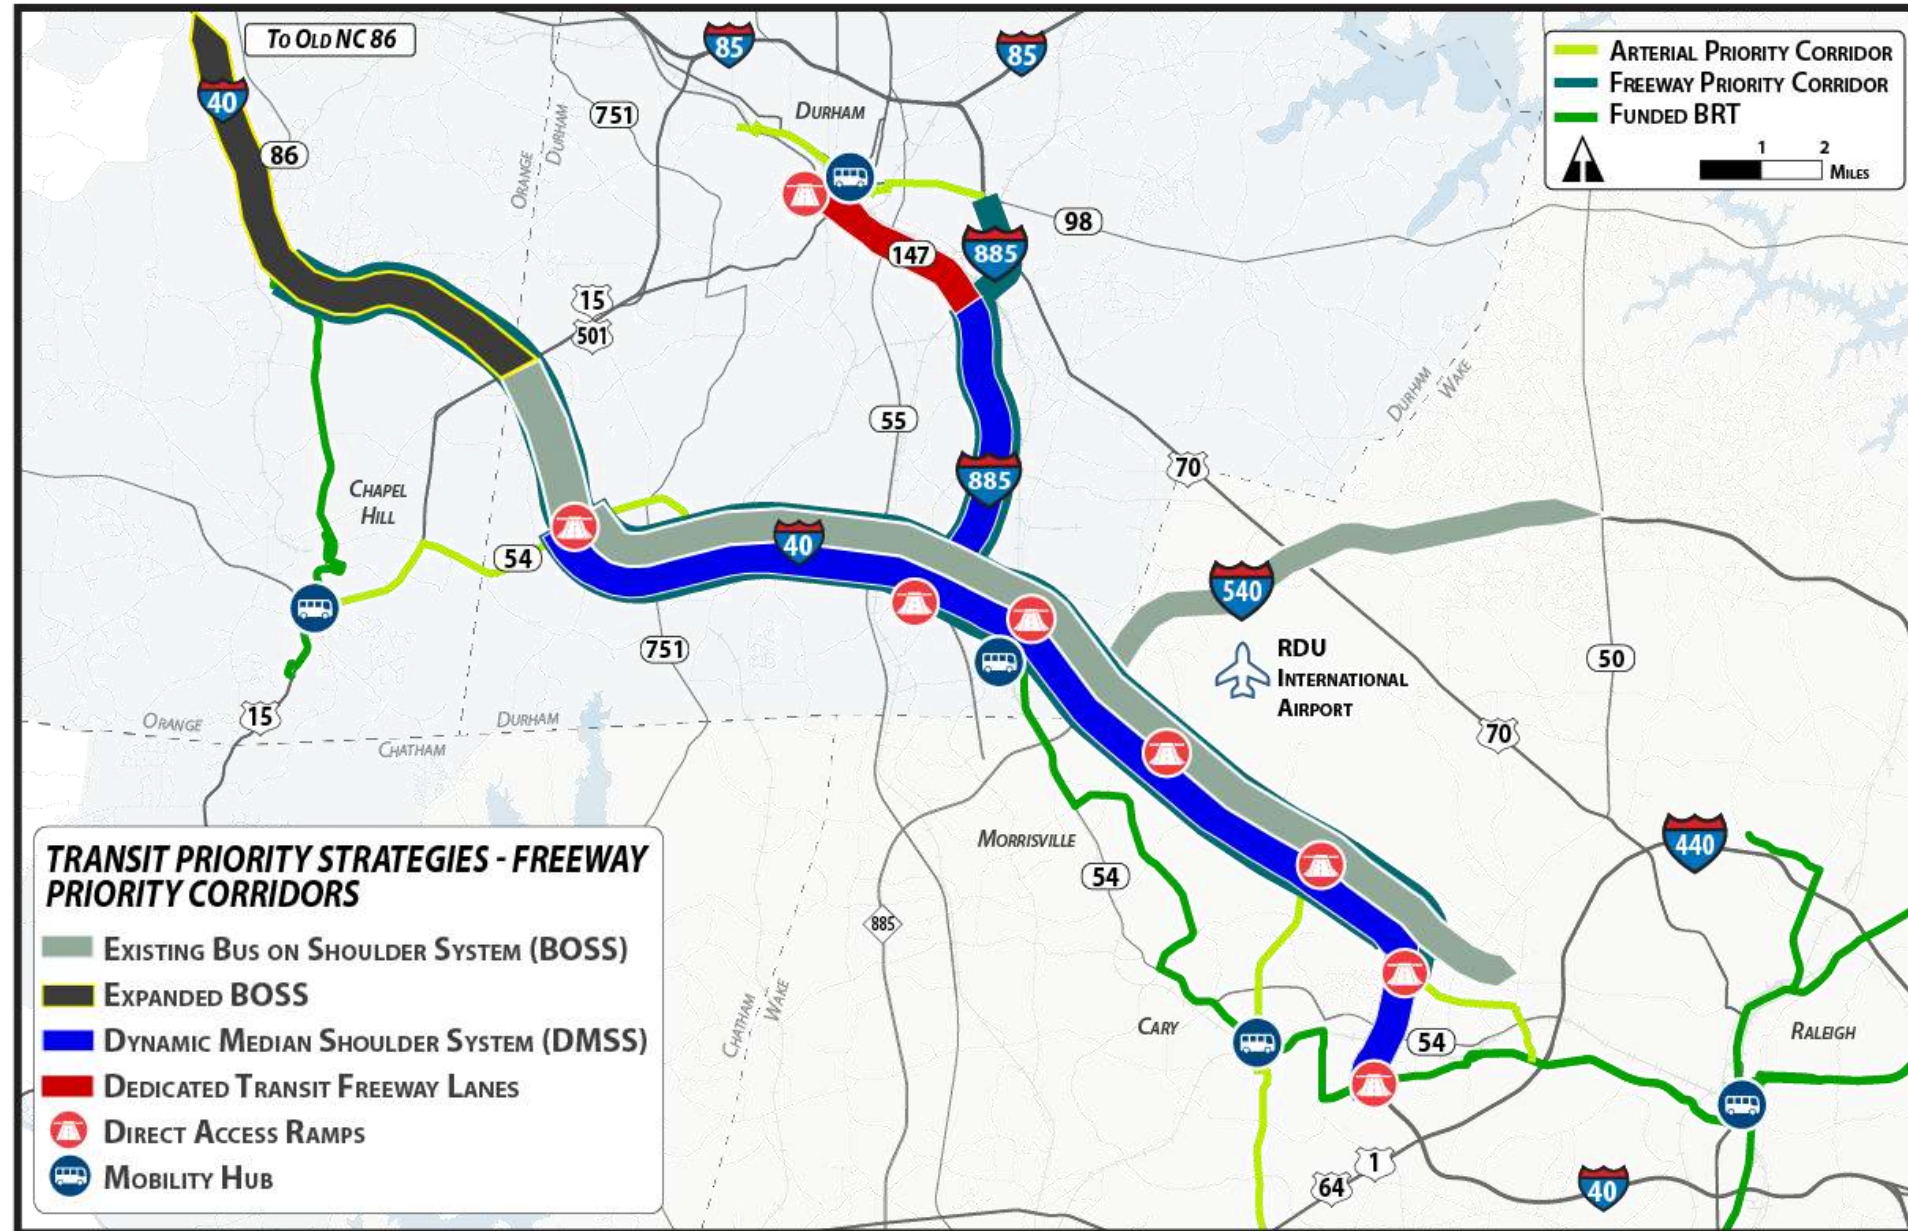 To Old NC 86
85
85
Arterial Priority Corridor
Freeway Priority Corridor
Funded BRT
1 2
Miles
40
751
Durham
Durham
Orange
86
98
147
885
15
501
55
Durham
Wake
885
70
Chapel
Hill
54
40
540
RDU
International
Airport
50
751
15
Orange
Durham
Chatham
70
Morrisville
440
54
885
Chatham
Wake
Cary
54
Raleigh
1
64
40
Transit Priority Strategies - Freeway
Priority Corridors
Existing Bus on Shoulder System (BOSS)
Expanded BOSS
Dynamic Median Shoulder System (DMSS)
Dedicated Transit Freeway Lanes
Direct Access Ramps
Mobility Hub